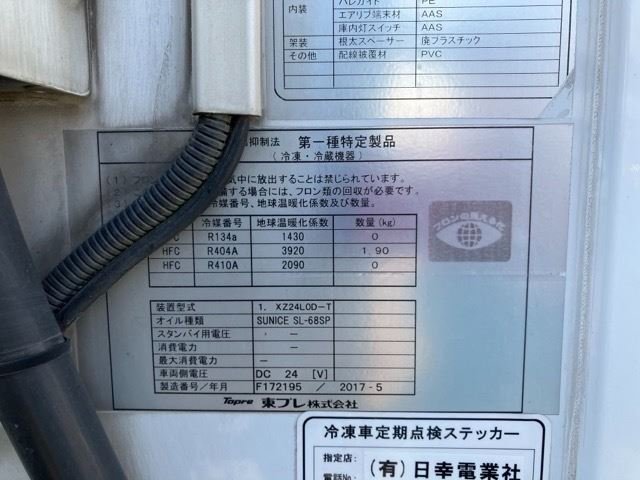 内装
PE
エアリブ端末材 AAS
庫内灯スイッチ AAS
架装 根太スペーサー 廃プラスチック
その他 配線被覆材 PVC
抑制法 第一種特定製品
(冷凍・冷蔵機器)
(1) フロ 気中に放出することは禁じられています。
する場合には、フロン類の回収が必要です。
地球温暖化係数及び数量。
冷媒番号 地球温暖化係数 数量(kg)
R134a 1430 0
HFC R404A 3920 1.90
HFC R410A 2090 0
フロンの見える化
装置型式 1. XZ24LOD-T
オイル種類 SUNICE SL-68SP
スタンバイ用電圧 -
消費電力 -
最大消費電力 -
車両側電圧 DC 24 [V]
製造番号/年月 F172195 / 2017-5
Topre 東プレ株式会社
冷凍車定期点検ステッカー
指定店: (有)日幸電業社
電話No.